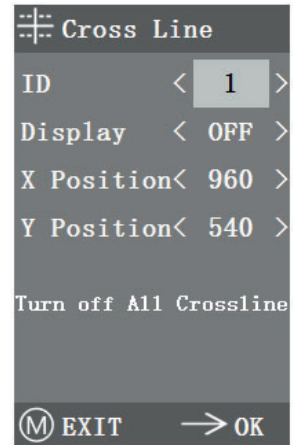 Cross Line
ID < 1 >
Display < OFF >
X Position< 960 >
Y Position< 540 >
Turn off All Crossline
M EXIT → OK